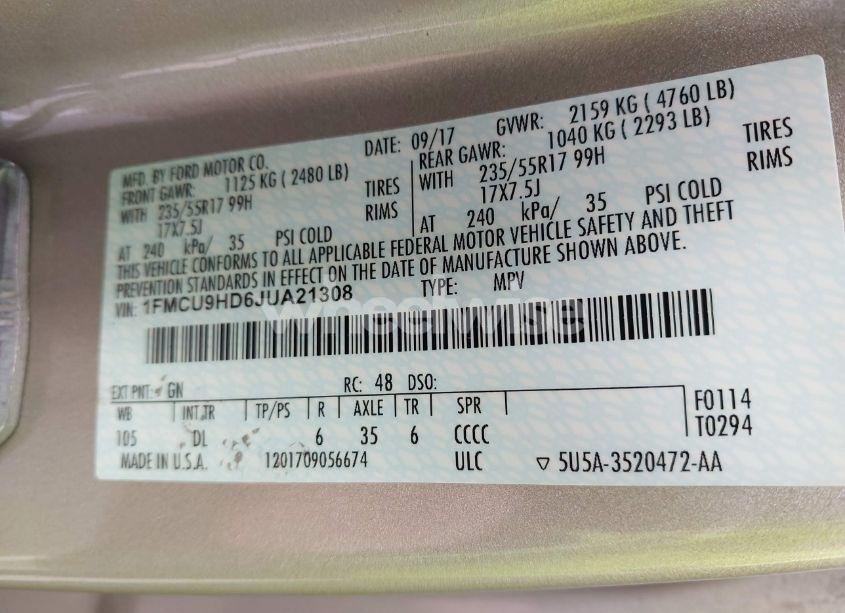 MFD. BY FORD MOTOR CO.
DATE: 09/17 GVWR: 2159 KG ( 4760 LB)
FRONT GAWR: 1125 KG ( 2480 LB)
REAR GAWR: 1040 KG ( 2293 LB)
WITH 235/55R17 99H TIRES
WITH 235/55R17 99H TIRES
17X7.5J RIMS
17X7.5J RIMS
AT 240 kPa/ 35 PSI COLD
AT 240 kPa/ 35 PSI COLD
THIS VEHICLE CONFORMS TO ALL APPLICABLE FEDERAL MOTOR VEHICLE SAFETY AND THEFT
PREVENTION STANDARDS IN EFFECT ON THE DATE OF MANUFACTURE SHOWN ABOVE.
VIN: 1FMCU9HD6JUA21308 TYPE: MPV
wheelwise
EXT PNT: GN RC: 48 DSO:
WB INT TR TP/PS R AXLE TR SPR
105 DL 6 35 6 CCCC
F0114
T0294
MADE IN U.S.A. 1201709056674 ULC ▽ 5U5A-3520472-AA